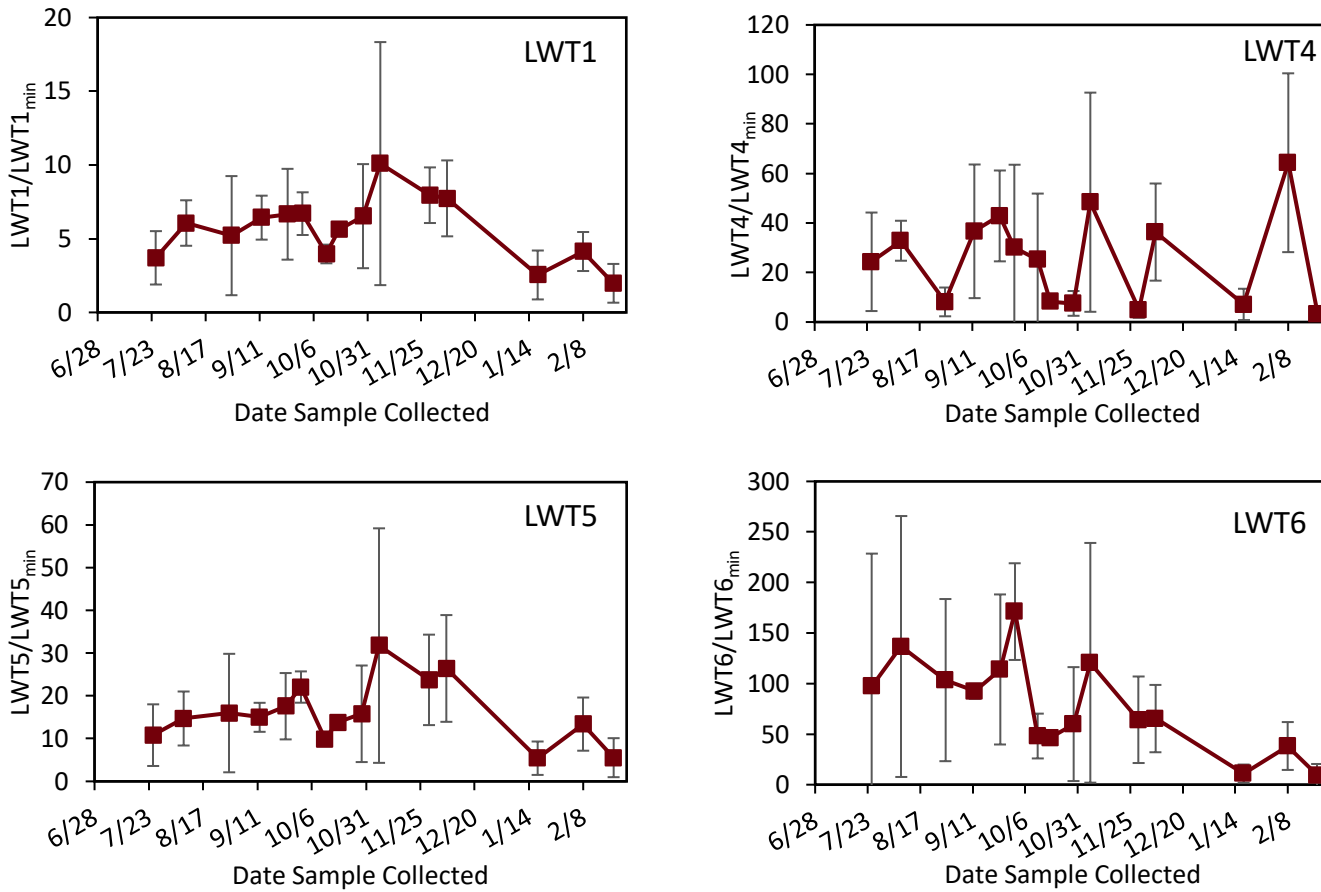 LWT1
LWT1/LWT1min
20
15
10
5
0
6/28 7/23 8/17 9/11 10/6 10/31 11/25 12/20 1/14 2/8
Date Sample Collected
LWT4
LWT4/LWT4min
120
100
80
60
40
20
0
6/28 7/23 8/17 9/11 10/6 10/31 11/25 12/20 1/14 2/8
Date Sample Collected
LWT5
LWT5/LWT5min
70
60
50
40
30
20
10
0
6/28 7/23 8/17 9/11 10/6 10/31 11/25 12/20 1/14 2/8
Date Sample Collected
LWT6
LWT6/LWT6min
300
250
200
150
100
50
0
6/28 7/23 8/17 9/11 10/6 10/31 11/25 12/20 1/14 2/8
Date Sample Collected